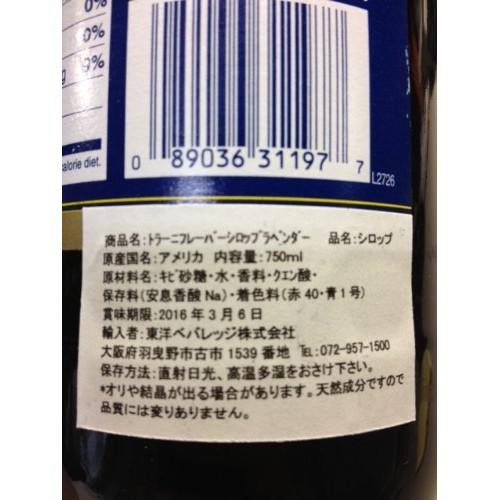 0%
0%
g 9%
calorie diet.
0 89036 31197 7
L2726
商品名:ﾄﾗｰﾆﾌﾚｰﾊﾞｰｼﾛｯﾌﾟﾗﾍﾞﾝﾀﾞｰ 品名:シロップ
原産国名:アメリカ 内容量:750ml
原材料名:キビ砂糖・水・香料・クエン酸・
保存料(安息香酸Na)・着色料(赤40・青1号)
賞味期限:2016年3月6日
輸入者:東洋ベバレッジ株式会社
大阪府羽曳野市古市1539番地 TEL:072-957-1500
保存方法:直射日光、高温多湿をおさけ下さい。
*オリや結晶が出る場合があります。天然成分ですので
品質には変りありません。